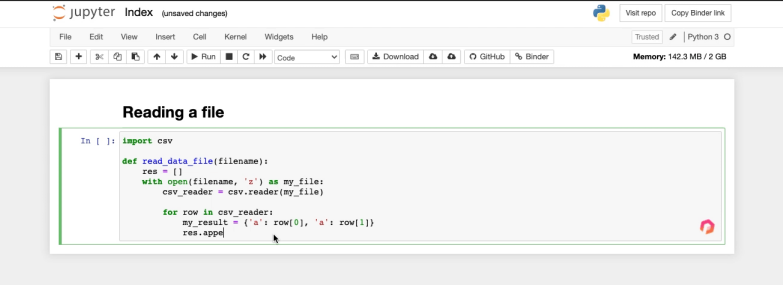 jupyter Index (unsaved changes) Visit repo Copy Binder link
File Edit View Insert Cell Kernel Widgets Help Trusted Python 3
Run Code Download GitHub Binder Memory: 142.3 MB / 2 GB
Reading a file
In [ ]: import csv
def read_data_file(filename):
    res = []
    with open(filename, 'z') as my_file:
        csv_reader = csv.reader(my_file)
        for row in csv_reader:
            my_result = {'a': row[0], 'a': row[1]}
            res.appe